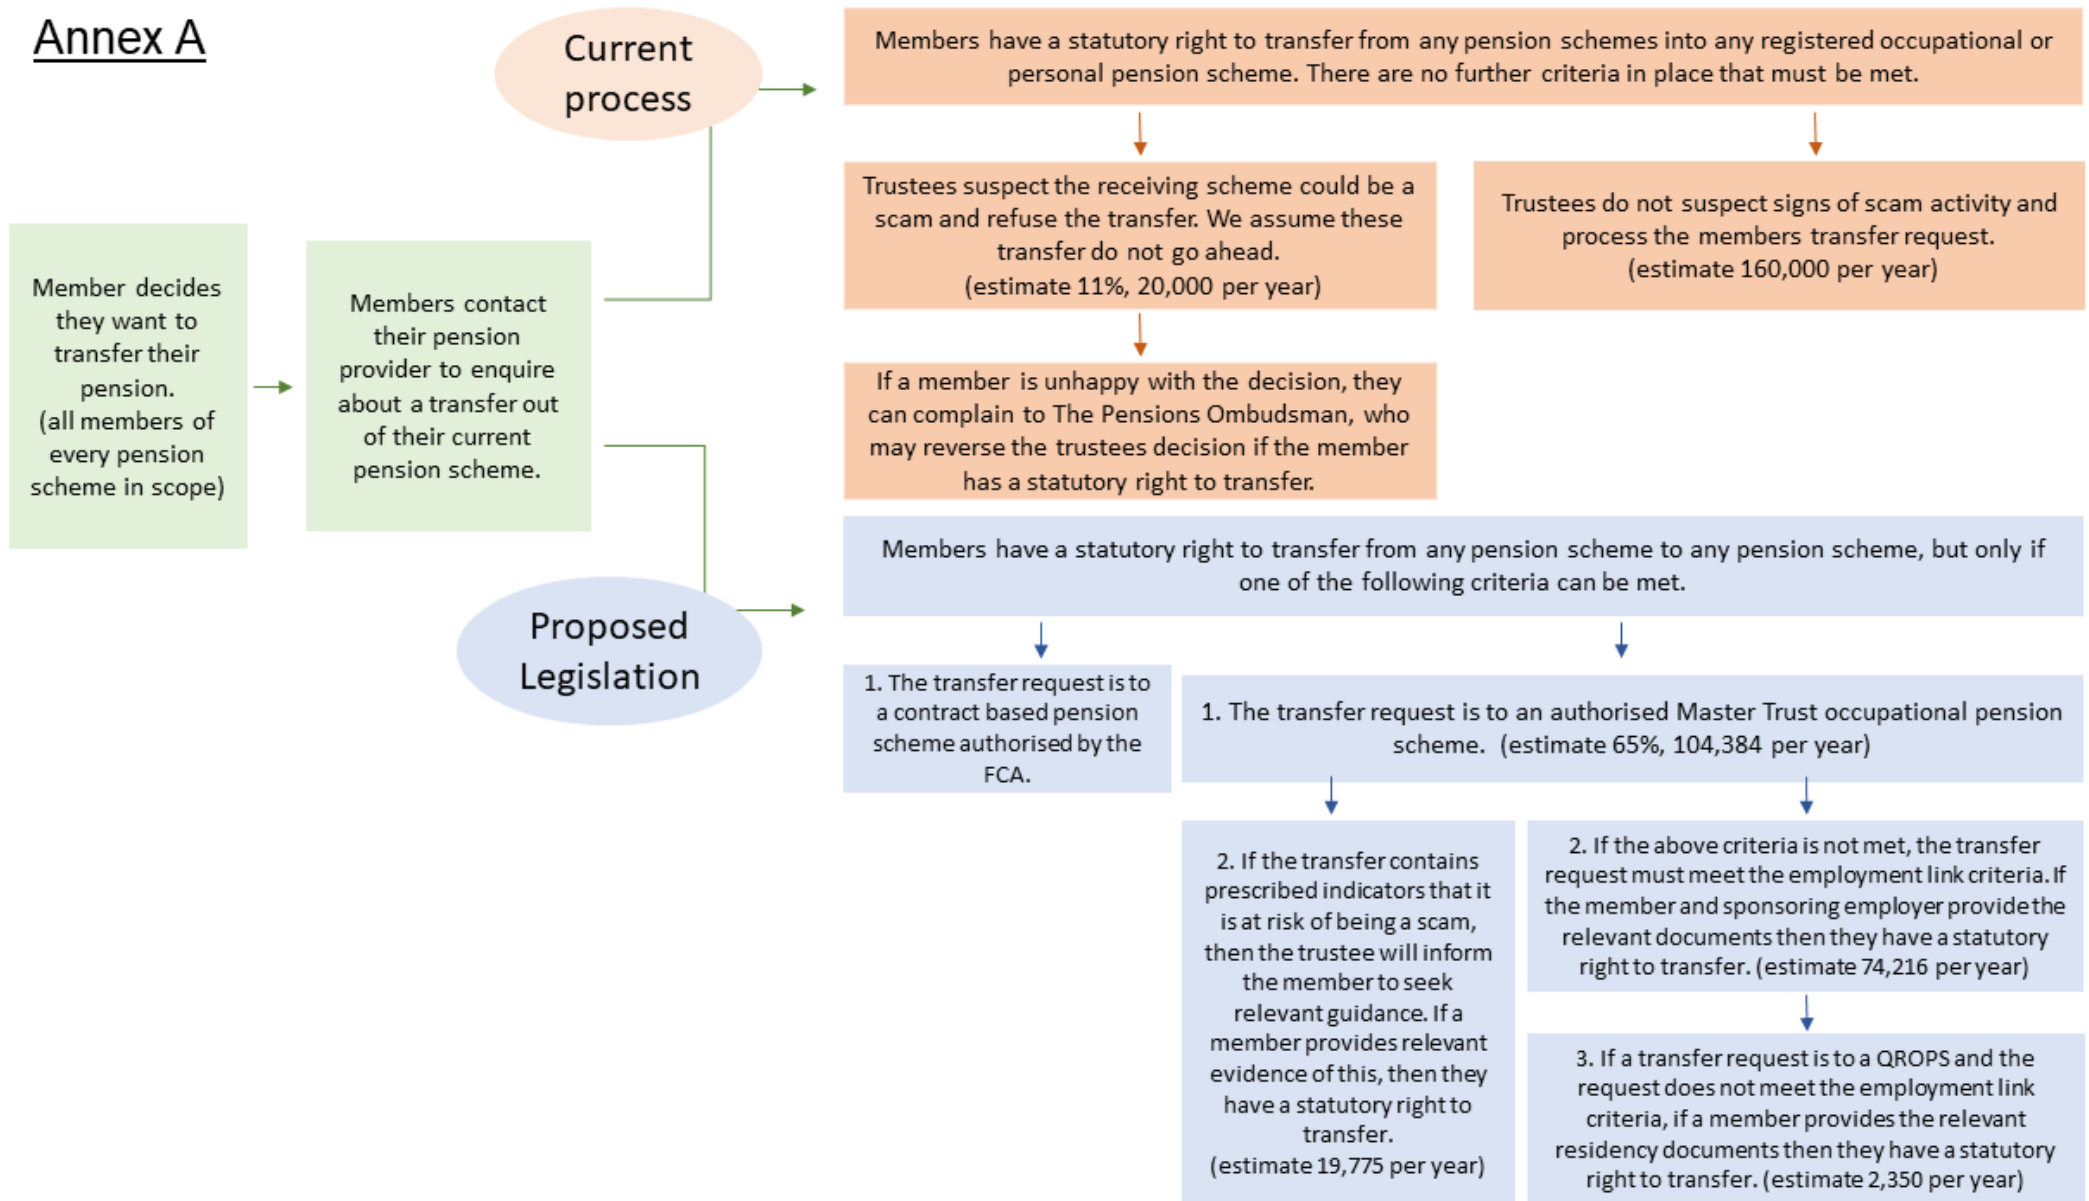 Annex A
Current
process
Members have a statutory right to transfer from any pension schemes into any registered occupational or
personal pension scheme. There are no further criteria in place that must be met.
Trustees suspect the receiving scheme could be a
scam and refuse the transfer. We assume these
transfer do not go ahead.
(estimate 11%, 20,000 per year)
Trustees do not suspect signs of scam activity and
process the members transfer request.
(estimate 160,000 per year)
Member decides
they want to
transfer their
pension.
(all members of
every pension
scheme in scope)
Members contact
their pension
provider to enquire
about a transfer out
of their current
pension scheme.
If a member is unhappy with the decision, they
can complain to The Pensions Ombudsman, who
may reverse the trustees decision if the member
has a statutory right to transfer.
Proposed
Legislation
Members have a statutory right to transfer from any pension scheme to any pension scheme, but only if
one of the following criteria can be met.
1. The transfer request is to
a contract based pension
scheme authorised by the
FCA.
1. The transfer request is to an authorised Master Trust occupational pension
scheme. (estimate 65%, 104,384 per year)
2. If the transfer contains
prescribed indicators that it
is at risk of being a scam,
then the trustee will inform
the member to seek
relevant guidance. If a
member provides relevant
evidence of this, then they
have a statutory right to
transfer.
(estimate 19,775 per year)
2. If the above criteria is not met, the transfer
request must meet the employment link criteria. If
the member and sponsoring employer provide the
relevant documents then they have a statutory
right to transfer. (estimate 74,216 per year)
3. If a transfer request is to a QROPS and the
request does not meet the employment link
criteria, if a member provides the relevant
residency documents then they have a statutory
right to transfer. (estimate 2,350 per year)